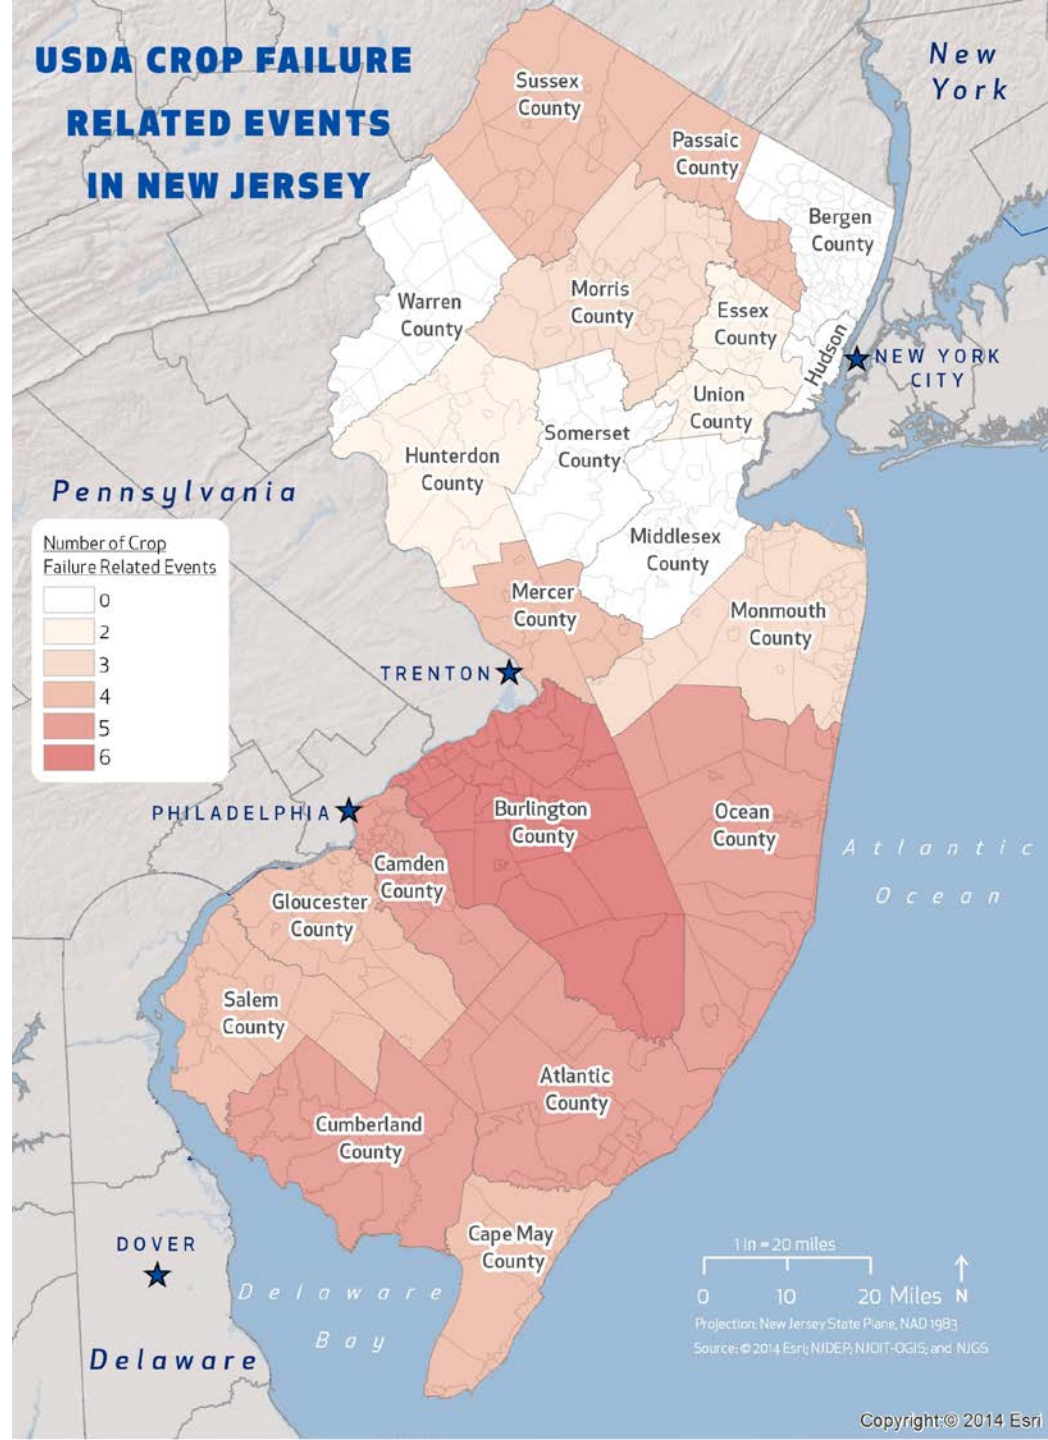 USDA CROP FAILURE
RELATED EVENTS
IN NEW JERSEY
New
York
Sussex
County
Passaic
County
Bergen
County
Warren
County
Morris
County
Essex
County
Hudson
NEW YORK
CITY
Union
County
Somerset
County
Hunterdon
County
Pennsylvania
Middlesex
County
Number of Crop
Failure Related Events
0
2
3
4
5
6
Mercer
County
Monmouth
County
TRENTON
PHILADELPHIA
Burlington
County
Ocean
County
Atlantic
Ocean
Camden
County
Gloucester
County
Salem
County
Atlantic
County
Cumberland
County
Cape May
County
DOVER
Delaware
Bay
Delaware
1 in = 20 miles
0 10 20 Miles N
Projection: New Jersey State Plane, NAD 1983
Source: © 2014 Esri; NJDEP; NJOIT-OGIS; and NJGS
Copyright:© 2014 Esri